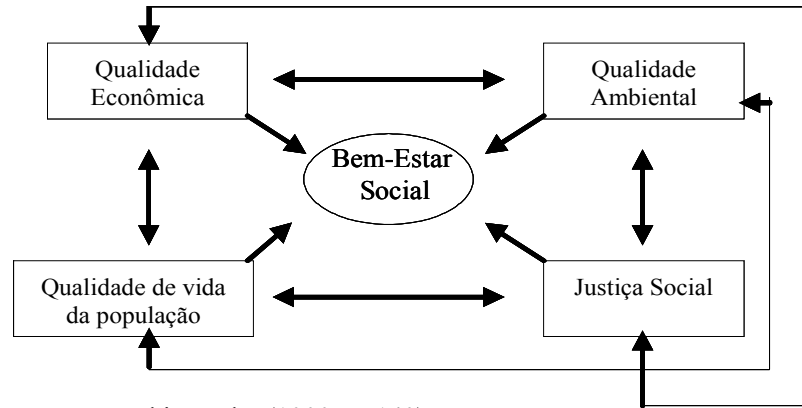 Qualidade
Econômica
Qualidade
Ambiental
Bem-Estar
Social
Qualidade de vida
da população
Justiça Social